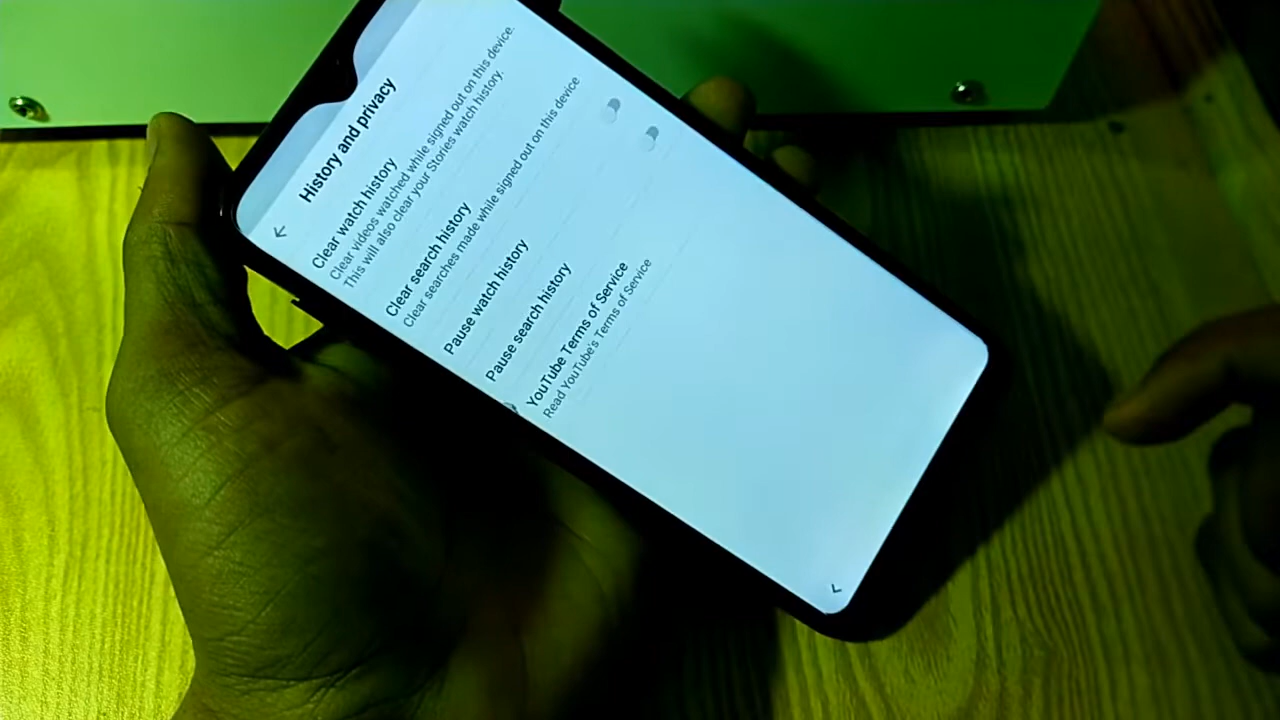 History and privacy
Clear watch history
Clear videos watched while signed out on this device.
This will also clear your Stories watch history.
Clear search history
Clear searches made while signed out on this device
Pause watch history
Pause search history
YouTube Terms of Service
Read YouTube's Terms of Service